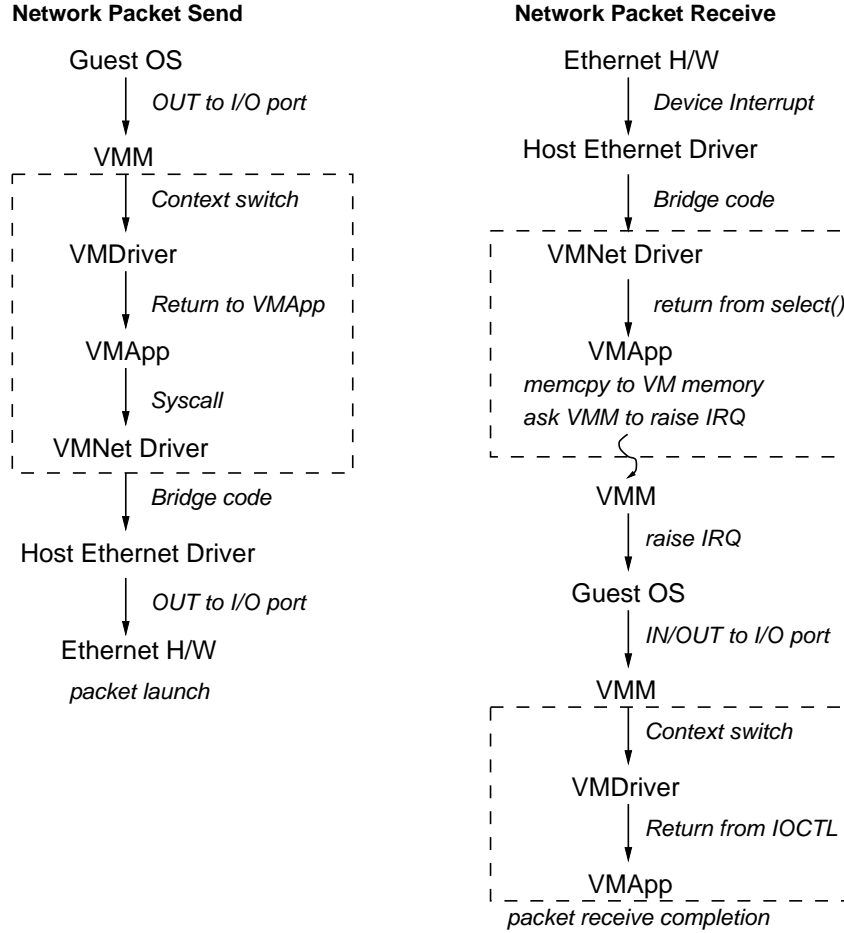 Network Packet Send
Guest OS
OUT to I/O port
VMM
Context switch
VMDriver
Return to VMApp
VMApp
Syscall
VMNet Driver
Bridge code
Host Ethernet Driver
OUT to I/O port
Ethernet H/W
packet launch
Network Packet Receive
Ethernet H/W
Device Interrupt
Host Ethernet Driver
Bridge code
VMNet Driver
return from select()
VMApp
memcpy to VM memory
ask VMM to raise IRQ
VMM
raise IRQ
Guest OS
IN/OUT to I/O port
VMM
Context switch
VMDriver
Return from IOCTL
VMApp
packet receive completion